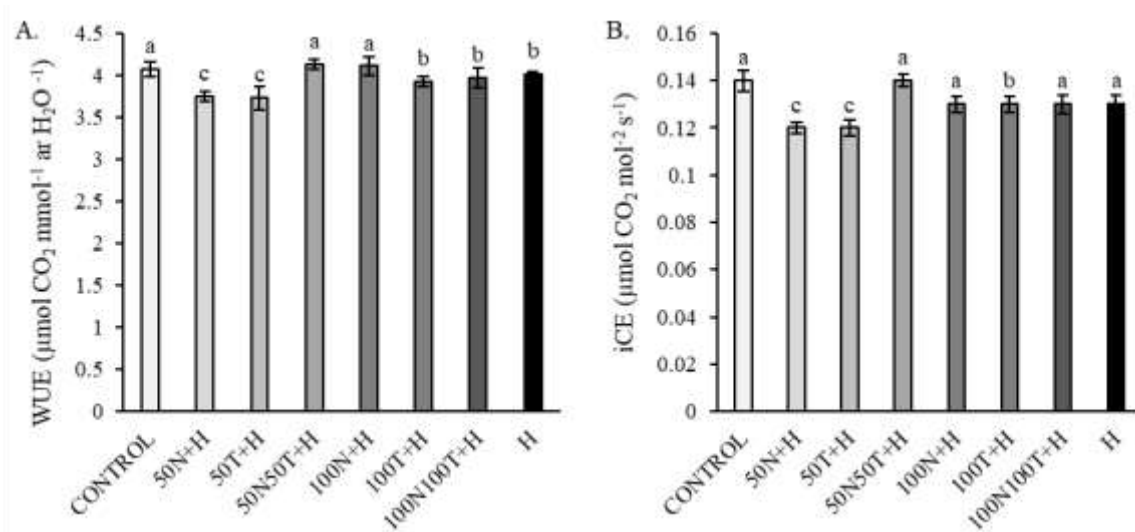 A.
WUE (µmol CO₂ mmol⁻¹ ar H₂O ⁻¹)
4.5
4
3.5
3
2.5
2
1.5
1
0.5
0
a
c
c
a
a
b
b
b
CONTROL
50N+H
50T+H
50N50T+H
100N+H
100T+H
100N100T+H
H
B.
iCE (µmol CO₂ mol⁻² s⁻¹)
0.16
0.14
0.12
0.1
0.08
0.06
0.04
0.02
0
a
c
c
a
a
b
a
a
CONTROL
50N+H
50T+H
50N50T+H
100N+H
100T+H
100N100T+H
H